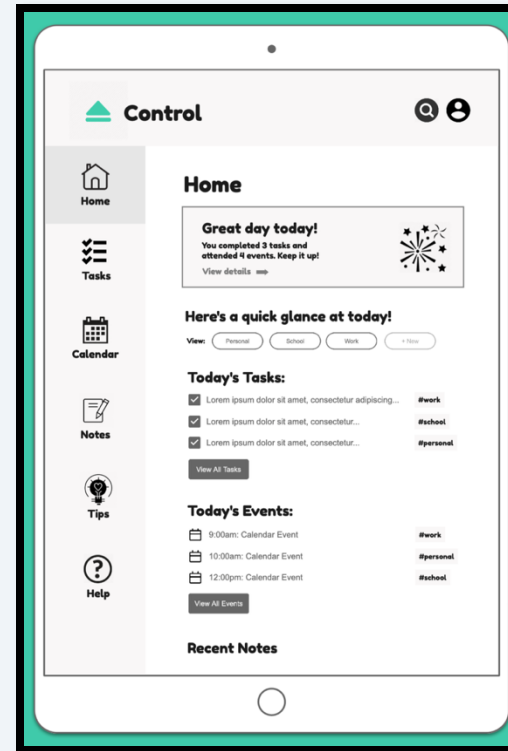 Control
Home
Tasks
Calendar
Notes
Tips
Help
Home
Great day today!
You completed 3 tasks and
attended 4 events. Keep it up!
View details
Here's a quick glance at today!
View: Personal School Work + New
Today's Tasks:
Lorem ipsum dolor sit amet, consectetur adipiscing... #work
Lorem ipsum dolor sit amet, consectetur... #school
Lorem ipsum dolor sit amet, consectetur... #personal
View All Tasks
Today's Events:
9:00am: Calendar Event #work
10:00am: Calendar Event #personal
12:00pm: Calendar Event #school
View All Events
Recent Notes